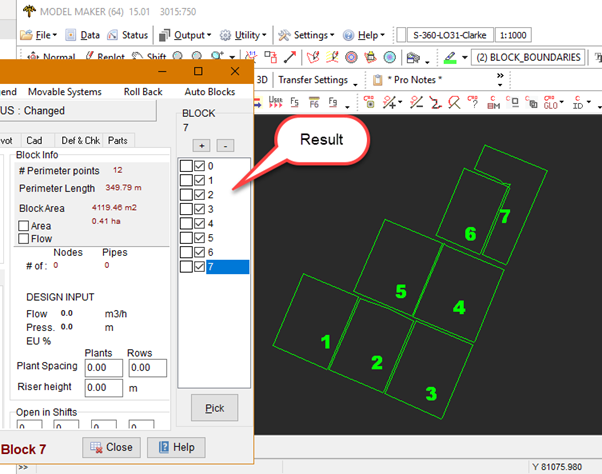 MODEL MAKER (64) 15.01 3015:750
File Data Status Output Utility Settings Help S-360-LO31-Clarke 1:1000
Normal Replot Shift (2) BLOCK_BOUNDARIES
3D Transfer Settings * Pro Notes *
end Movable Systems Roll Back Auto Blocks
US : Changed
BLOCK
7
+ -
Result
ivot Cad Def & Chk Parts
Block Info
# Perimeter points 12
Perimeter Length 349.79 m
Block Area 4119.46 m2
0.41 ha
Area
Flow
Nodes Pipes
# of : 0 0
DESIGN INPUT
Flow 0.0 m3/h
Press. 0.0 m
EU %
Plants Rows
Plant Spacing 0.00 0.00
Riser height 0.00 m
Open in Shifts
0 0 0 0
0
1
2
3
4
5
6
7
Pick
Block 7 Close Help
7
6
5
4
1
2
3
>> Y 81075.980